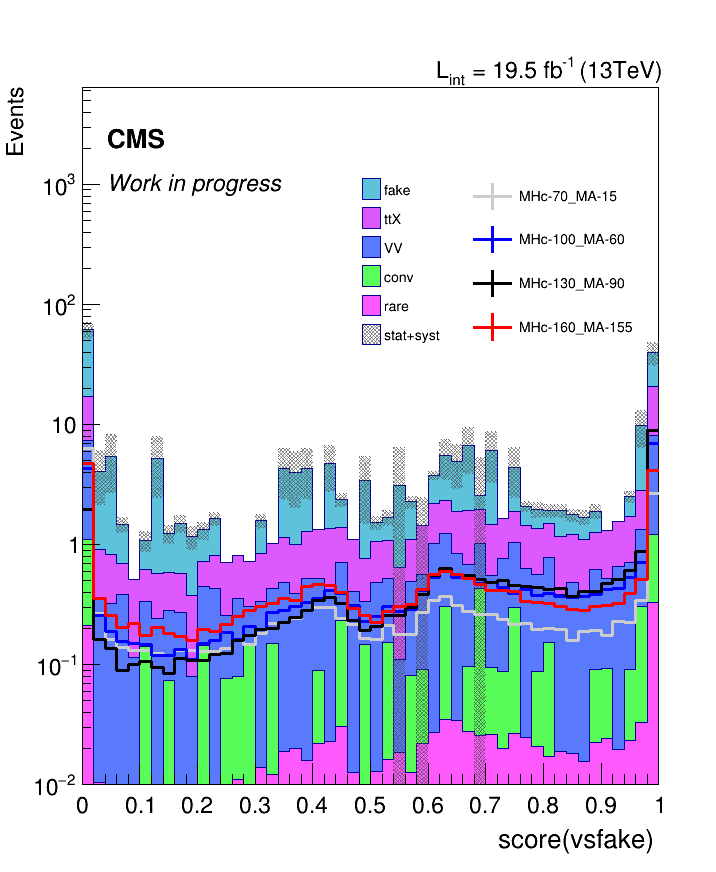 L_int = 19.5 fb^-1 (13TeV)
Events
CMS
Work in progress
fake
ttX
VV
conv
rare
stat+syst
MHc-70_MA-15
MHc-100_MA-60
MHc-130_MA-90
MHc-160_MA-155
10^3
10^2
10
1
10^-1
10^-2
0 0.1 0.2 0.3 0.4 0.5 0.6 0.7 0.8 0.9 1
score(vsfake)